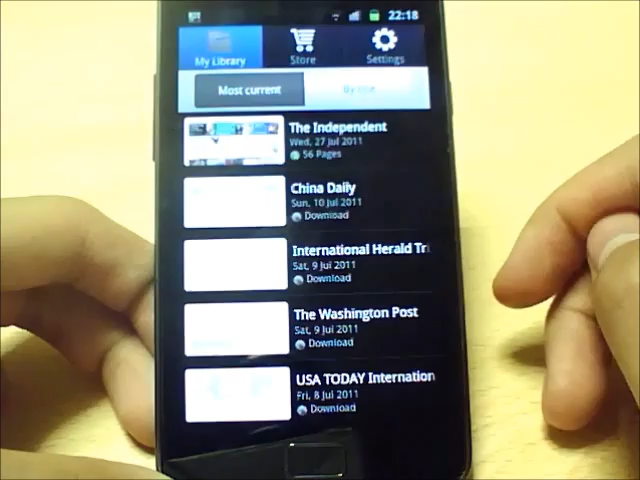 22:18
My Library
Store
Settings
Most current
By title
The Independent
Wed, 27 Jul 2011
56 Pages
China Daily
Sun, 10 Jul 2011
Download
International Herald Tri
Sat, 9 Jul 2011
Download
The Washington Post
Sat, 9 Jul 2011
Download
USA TODAY Internation
Fri, 8 Jul 2011
Download